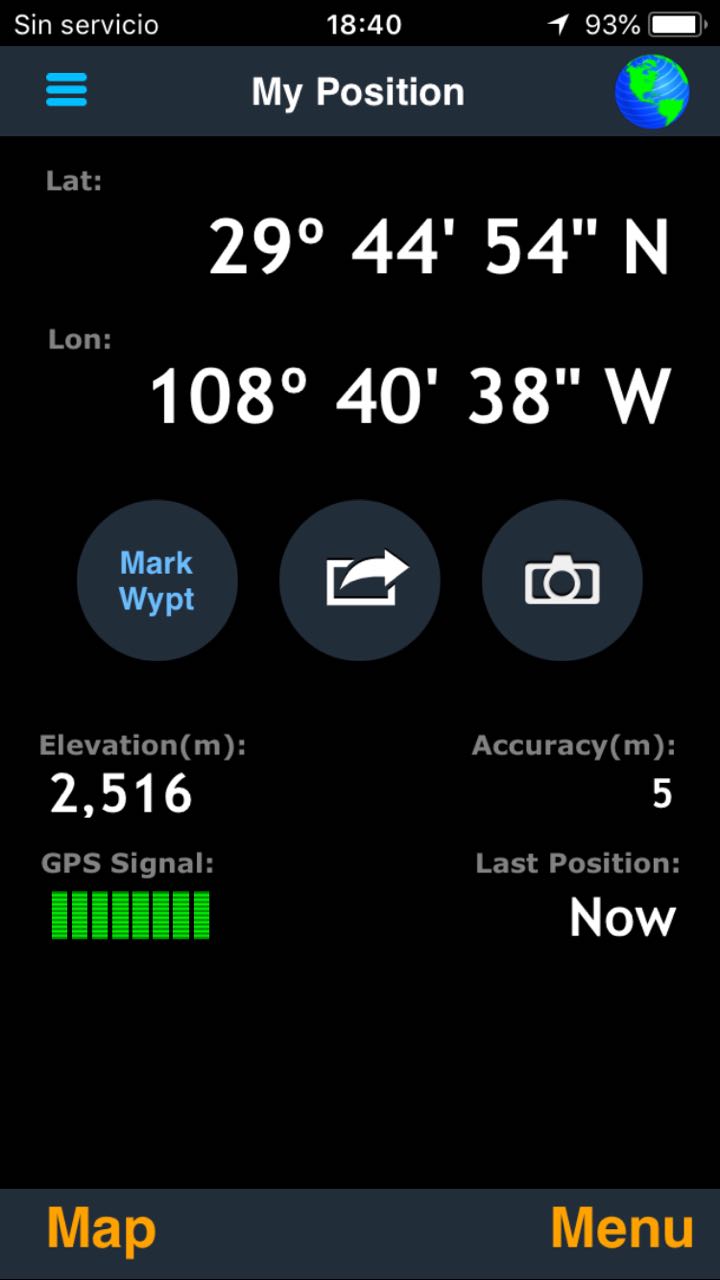 Sin servicio 18:40 93%
My Position
Lat:
29º 44' 54" N
Lon:
108º 40' 38" W
Mark
Wypt
Elevation(m): Accuracy(m):
2,516 5
GPS Signal: Last Position:
Now
Map Menu